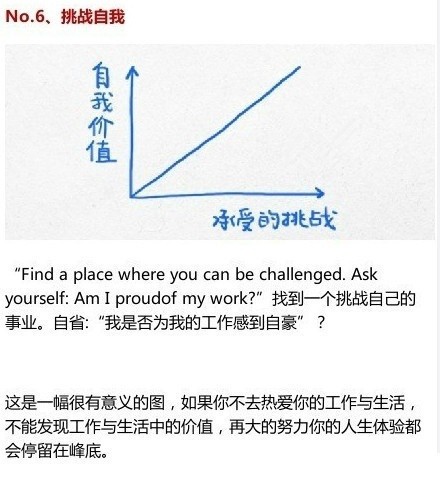 No.6、挑战自我
自我价值
承受的挑战
“Find a place where you can be challenged. Ask
yourself: Am I proudof my work?”找到一个挑战自己的
事业。自省:“我是否为我的工作感到自豪”？
这是一幅很有意义的图，如果你不去热爱你的工作与生活，
不能发现工作与生活中的价值，再大的努力你的人生体验都
会停留在峰底。